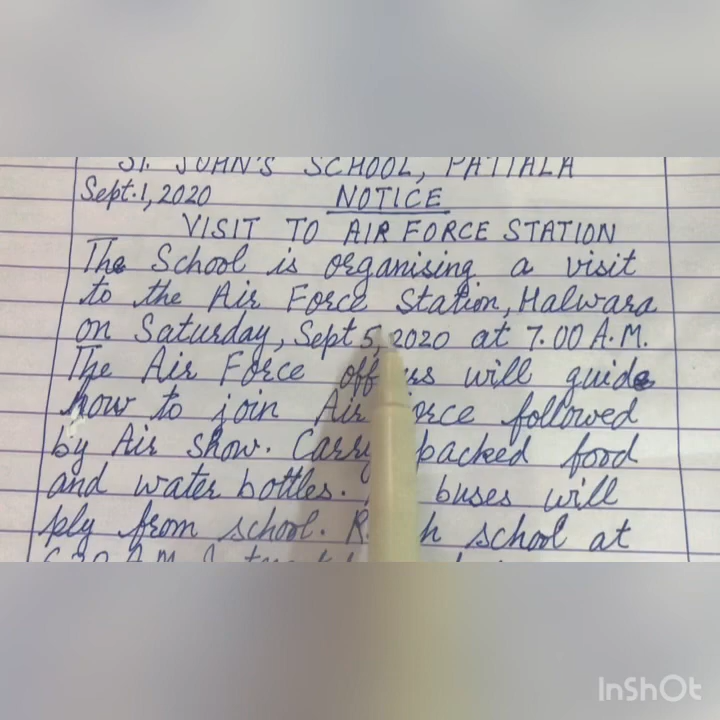 ST. JOHN'S SCHOOL, PATIALA
Sept. 1, 2020 NOTICE
VISIT TO AIR FORCE STATION
The School is organising a visit
to the Air Force Station, Halwara
on Saturday, Sept 5, 2020 at 7.00 A.M.
The Air Force will guide
how to join Air followed
by Air show. packed food
and water bottles. buses will
ply from school. school at
InShOt